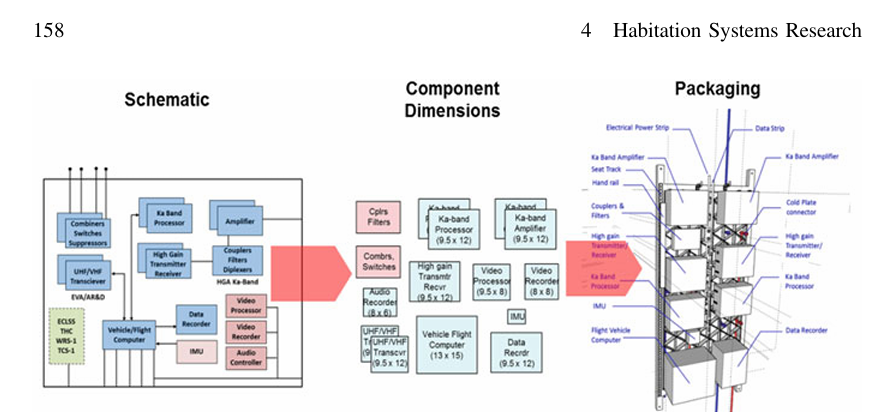 158
4 Habitation Systems Research
Schematic
Component
Dimensions
Packaging
Combiners
Switches
Suppressors
Ka Band
Processor
Amplifier
UHF/VHF
Transciever
EVA/AR&D
High Gain
Transmitter
Receiver
Couplers
Filters
Diplexers
HGA Ka-Band
ECLSS
THC
WRS-1
TCS-1
Vehicle/Flight
Computer
Data
Recorder
IMU
Video
Processor
Video
Recorder
Audio
Controller
Cplrs
Filters
Ka-band
Ka-band
Processor
(9.5 x 12)
Ka-band
Ka-band
Amplifier
(9.5 x 12)
Combrs,
Switches
High gain
Transmtr
Recvr
(9.5 x 12)
Video
Processor
(9.5 x 8)
Video
Recorder
(8 x 8)
Audio
Recorder
(8 x 6)
IMU
UHF/VHF
UHF/VHF
Transcvr
(9.5 x 12)
Vehicle Flight
Computer
(13 x 15)
Data
Recrdr
(9.5 x 12)
Electrical Power Strip
Data Strip
Ka Band Amplifier
Seat Track
Hand rail
Couplers &
Filters
High gain
Transmitter/
Receiver
Ka Band
Processor
IMU
Flight Vehicle
Computer
Ka Band Amplifier
Cold Plate
connector
High gain
Transmitter/
Receiver
Ka Band
Processor
Data Recorder